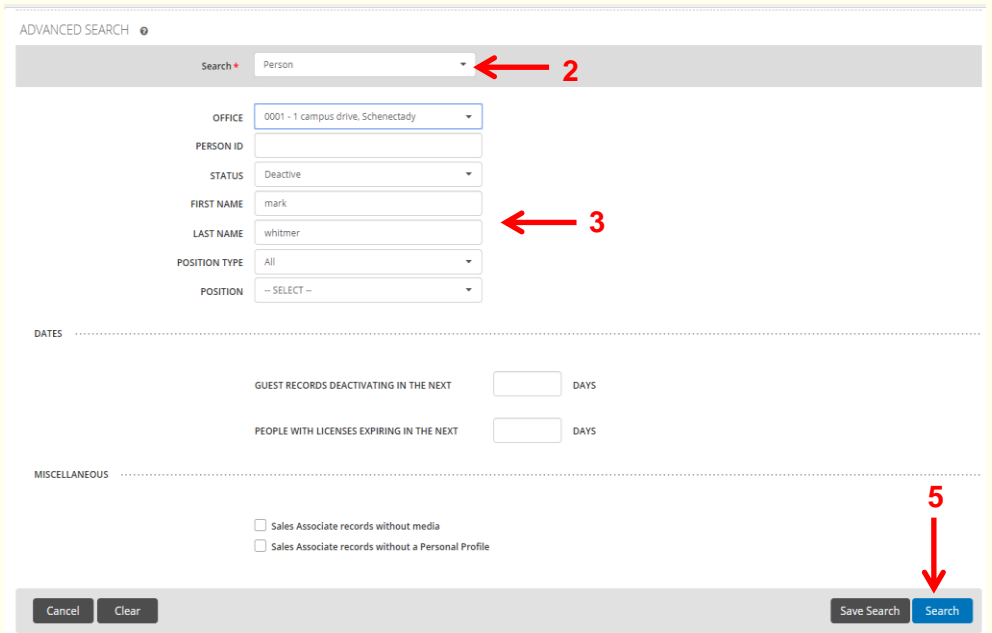 ADVANCED SEARCH ?
Search * Person
2
OFFICE 0001 - 1 campus drive, Schenectady
PERSON ID
STATUS Deactive
FIRST NAME mark
3
LAST NAME whitmer
POSITION TYPE All
POSITION -- SELECT --
DATES
GUEST RECORDS DEACTIVATING IN THE NEXT DAYS
PEOPLE WITH LICENSES EXPIRING IN THE NEXT DAYS
MISCELLANEOUS
5
Sales Associate records without media
Sales Associate records without a Personal Profile
Cancel Clear Save Search Search